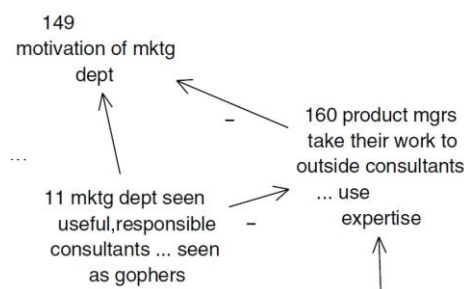 149
motivation of mktg
dept
–
160 product mgrs
take their work to
outside consultants
... use
expertise
...
11 mktg dept seen
useful,responsible
consultants ... seen
as gophers
–